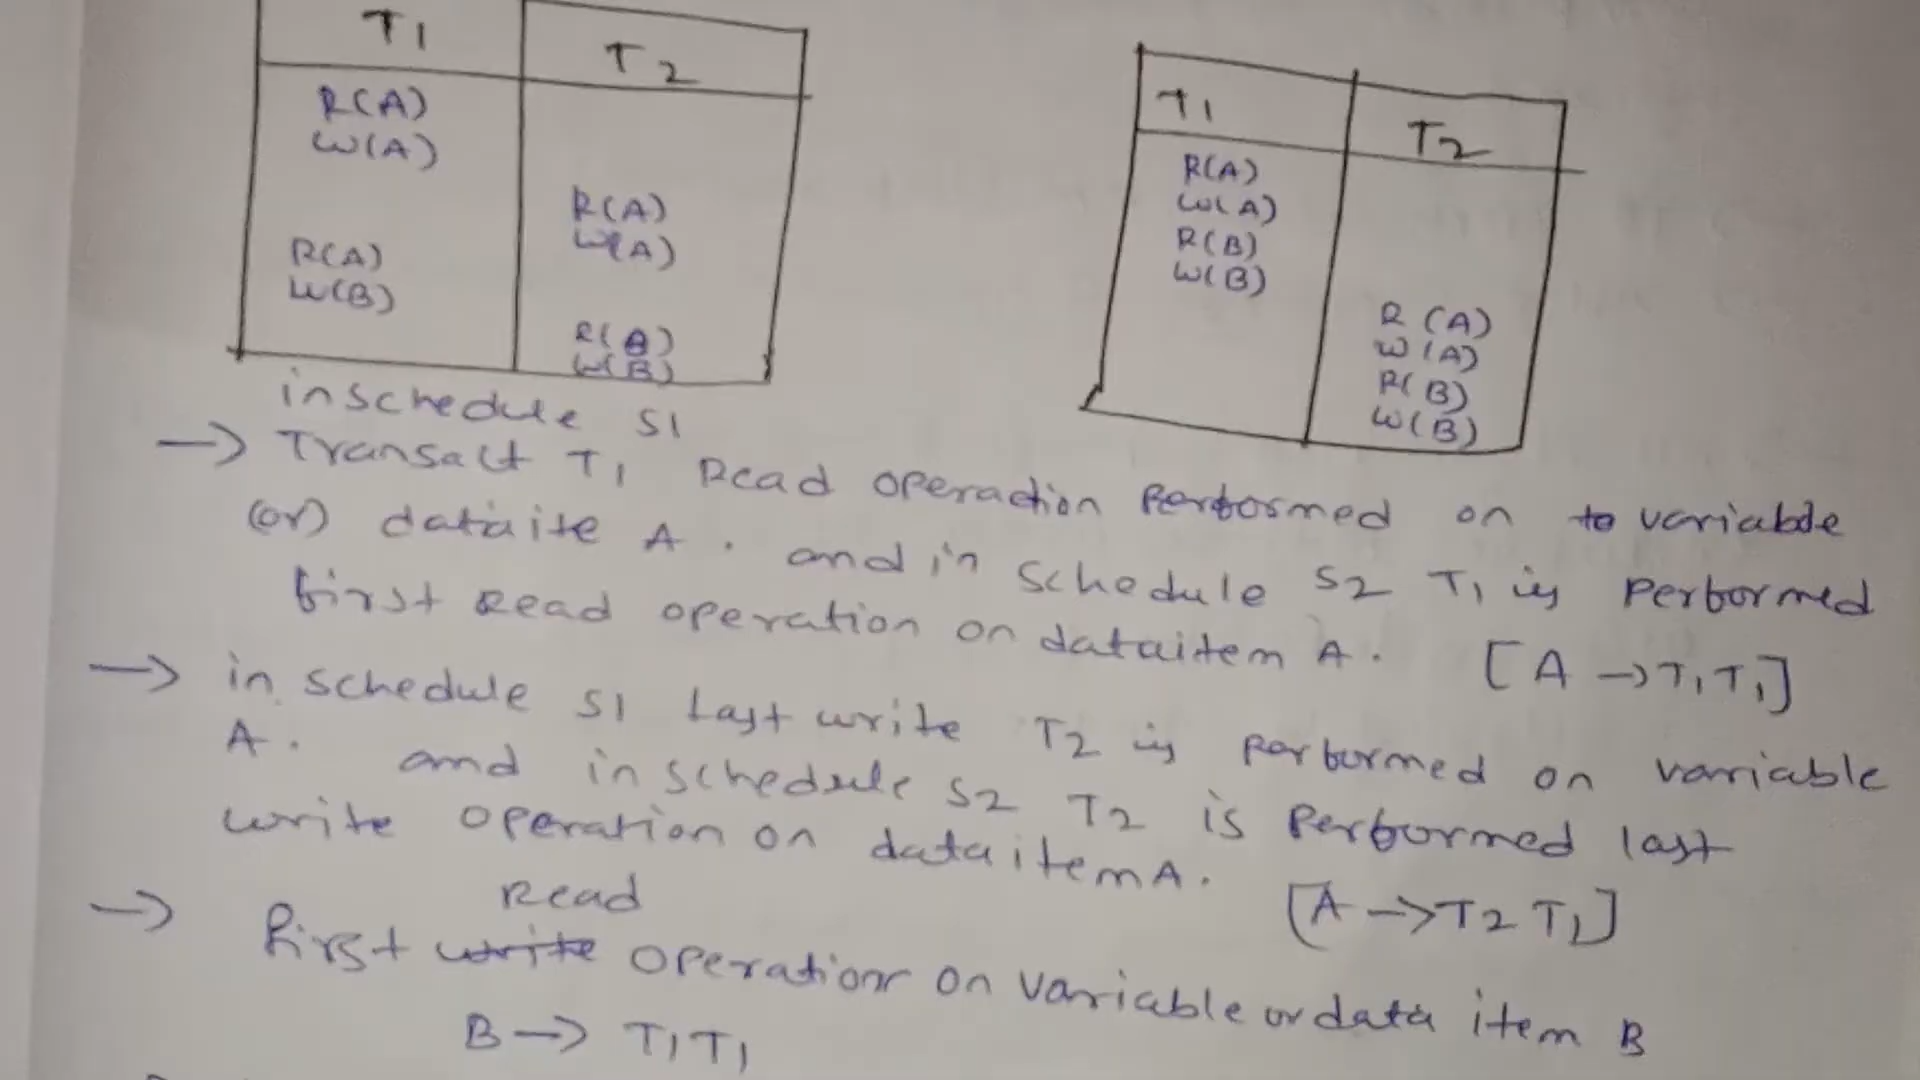 T1 T2
R(A)
W(A)
R(A)
W(A)
R(A)
W(B)
R(B)
W(B)
T1 T2
R(A)
W(A)
R(B)
W(B)
R(A)
W(A)
R(B)
W(B)
in schedule S1
→ Transact T1 Read operaction performed on to variable
(or) dataite A. and in schedule S2 T1 is performed
first Read operation on dataitem A. [A → T1 T1]
→ in schedule S1 Last write T2 is performed on variable
A. and in schedule S2 T2 is performed last
write operation on data item A. [A → T2 T1]
Read
→ First write operation on variable or data item B
B → T1 T1